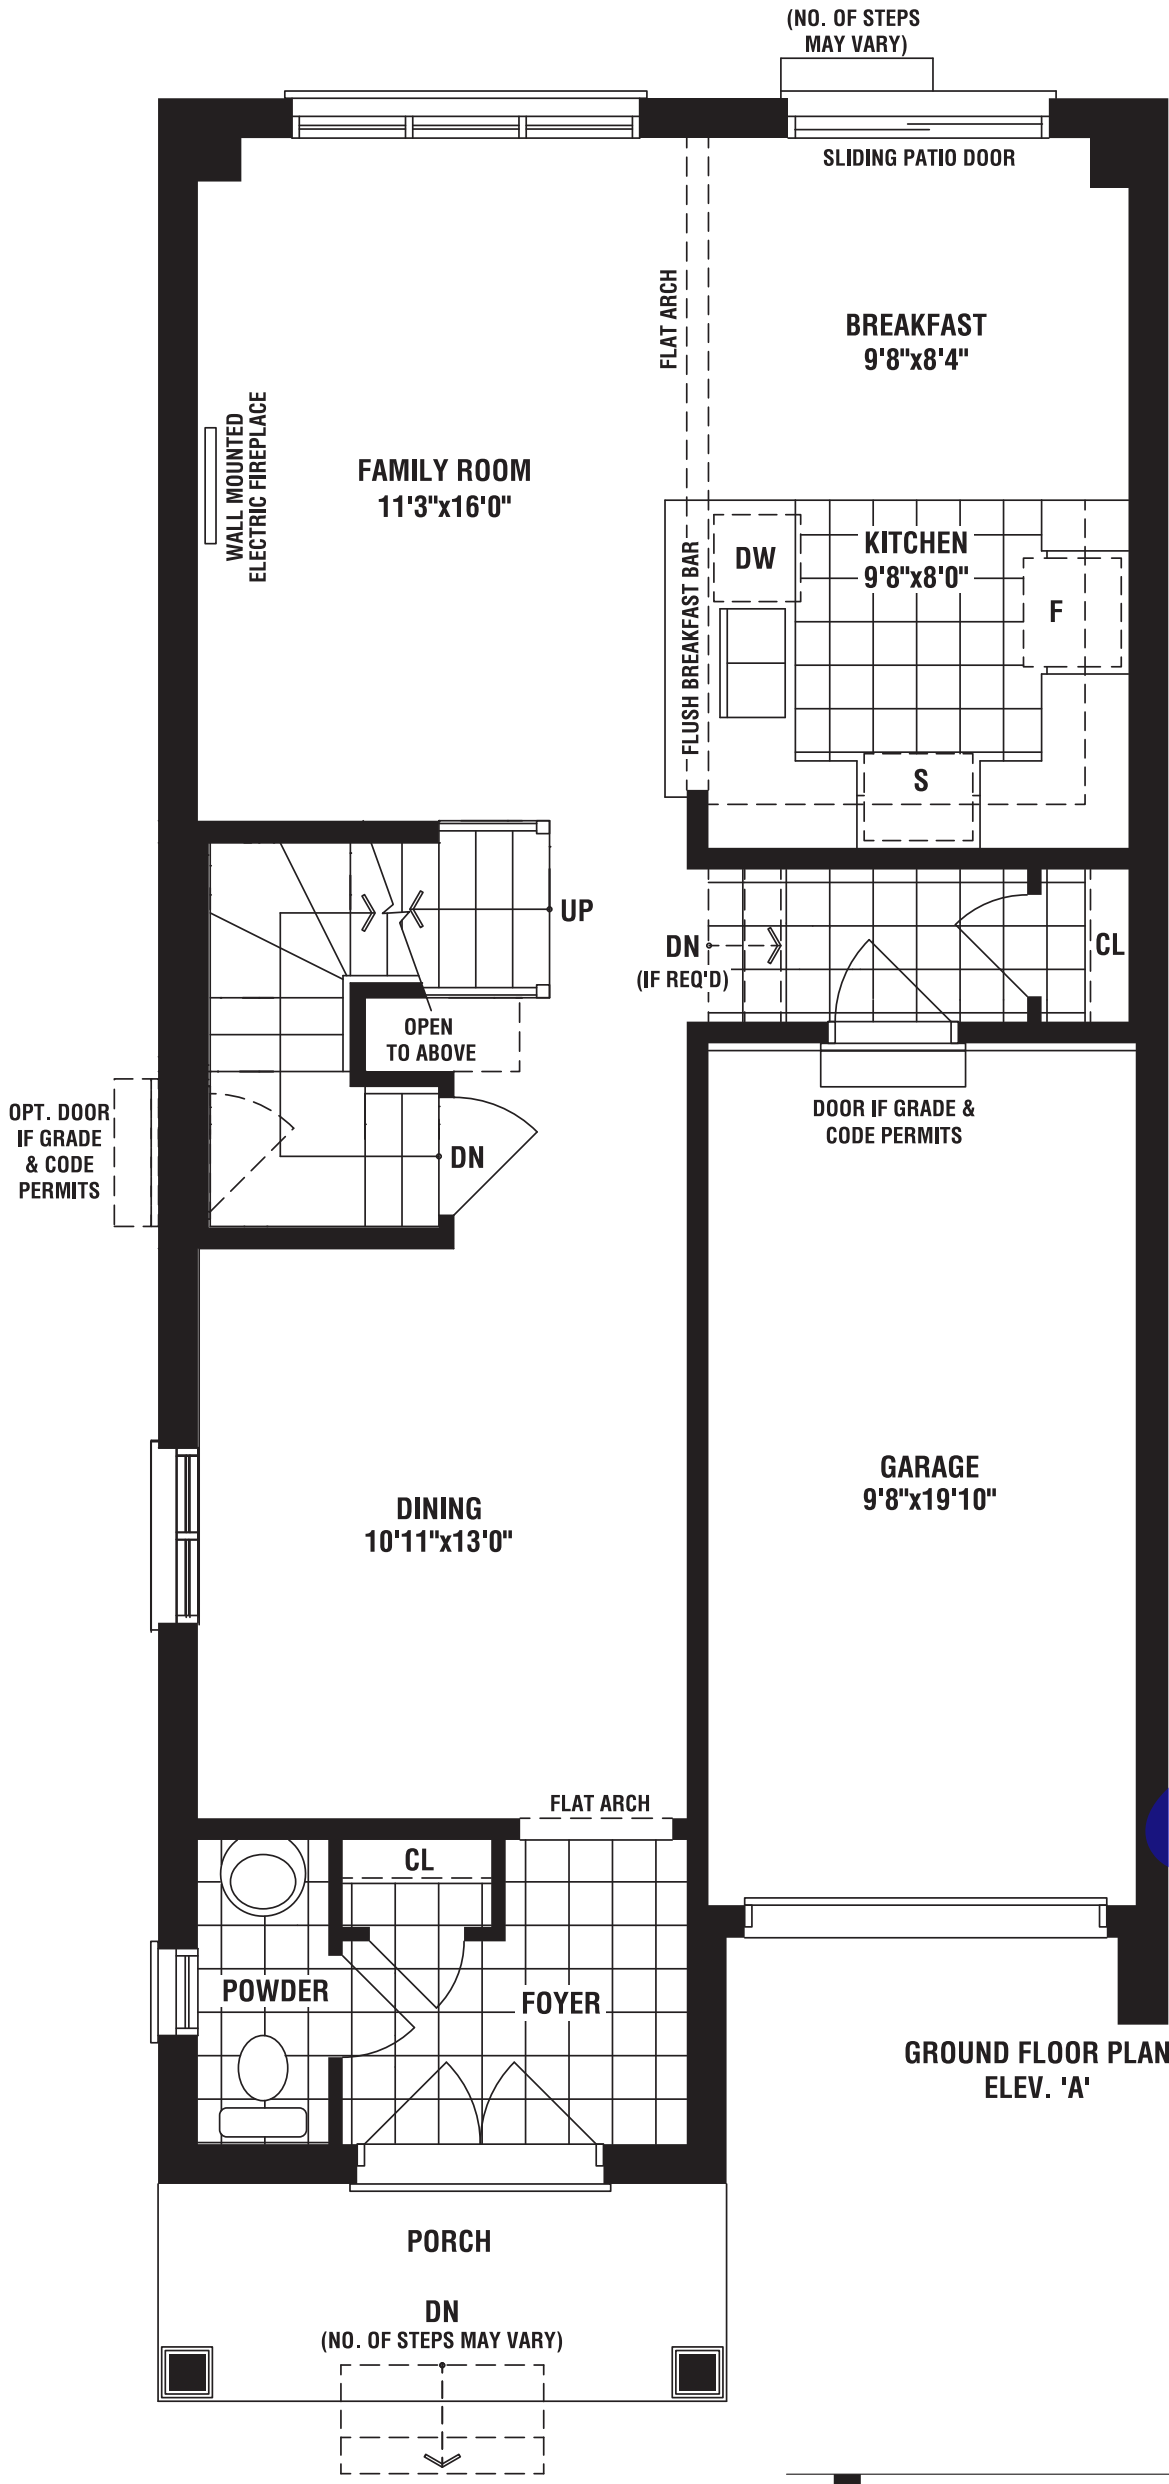 (NO. OF STEPS
MAY VARY)
SLIDING PATIO DOOR
FLAT ARCH
BREAKFAST
9'8"x8'4"
WALL MOUNTED
ELECTRIC FIREPLACE
FAMILY ROOM
11'3"x16'0"
FLUSH BREAKFAST BAR
DW
KITCHEN
9'8"x8'0"
F
S
UP
DN
(IF REQ'D)
CL
OPEN
TO ABOVE
OPT. DOOR
IF GRADE
& CODE
PERMITS
DN
DOOR IF GRADE &
CODE PERMITS
GARAGE
9'8"x19'10"
DINING
10'11"x13'0"
FLAT ARCH
CL
POWDER
FOYER
GROUND FLOOR PLAN
ELEV. 'A'
PORCH
DN
(NO. OF STEPS MAY VARY)